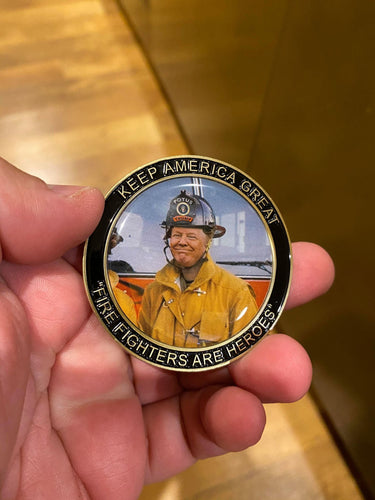 KEEP AMERICA GREAT
POTUS
"FIRE FIGHTERS ARE HEROES"